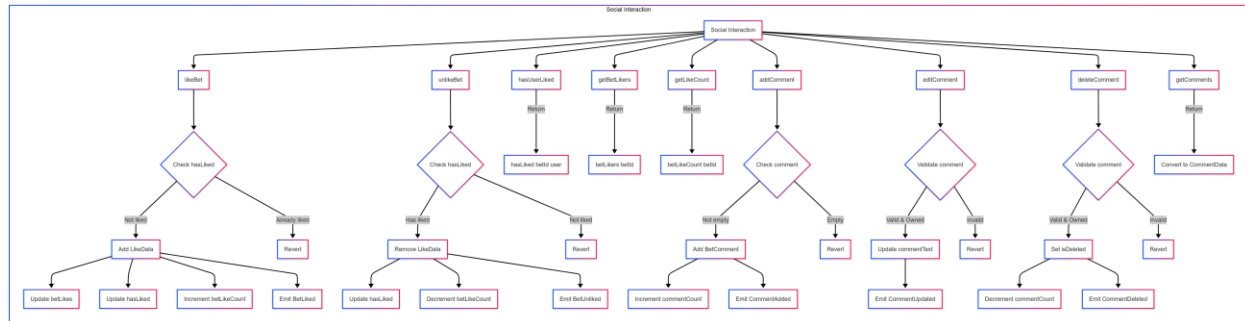 Social Interaction
Social Interaction
likeBet
unlikeBet
hasUserLiked
getBetLikers
getLikeCount
addComment
editComment
deleteComment
getComments
Return
Return
Return
Return
Check hasLiked
Check hasLiked
hasLiked betId user
betLikers betId
betLikeCount betId
Check comment
Validate comment
Validate comment
Convert to CommentData
Not liked
Already liked
Has liked
Not liked
Not empty
Empty
Valid & Owned
Invalid
Valid & Owned
Invalid
Add LikeData
Revert
Remove LikeData
Revert
Add BetComment
Revert
Update commentText
Revert
Set isDeleted
Revert
Update betLikes
Update hasLiked
Increment betLikeCount
Emit BetLiked
Update hasLiked
Decrement betLikeCount
Emit BetUnliked
Increment commentCount
Emit CommentAdded
Emit CommentUpdated
Decrement commentCount
Emit CommentDeleted